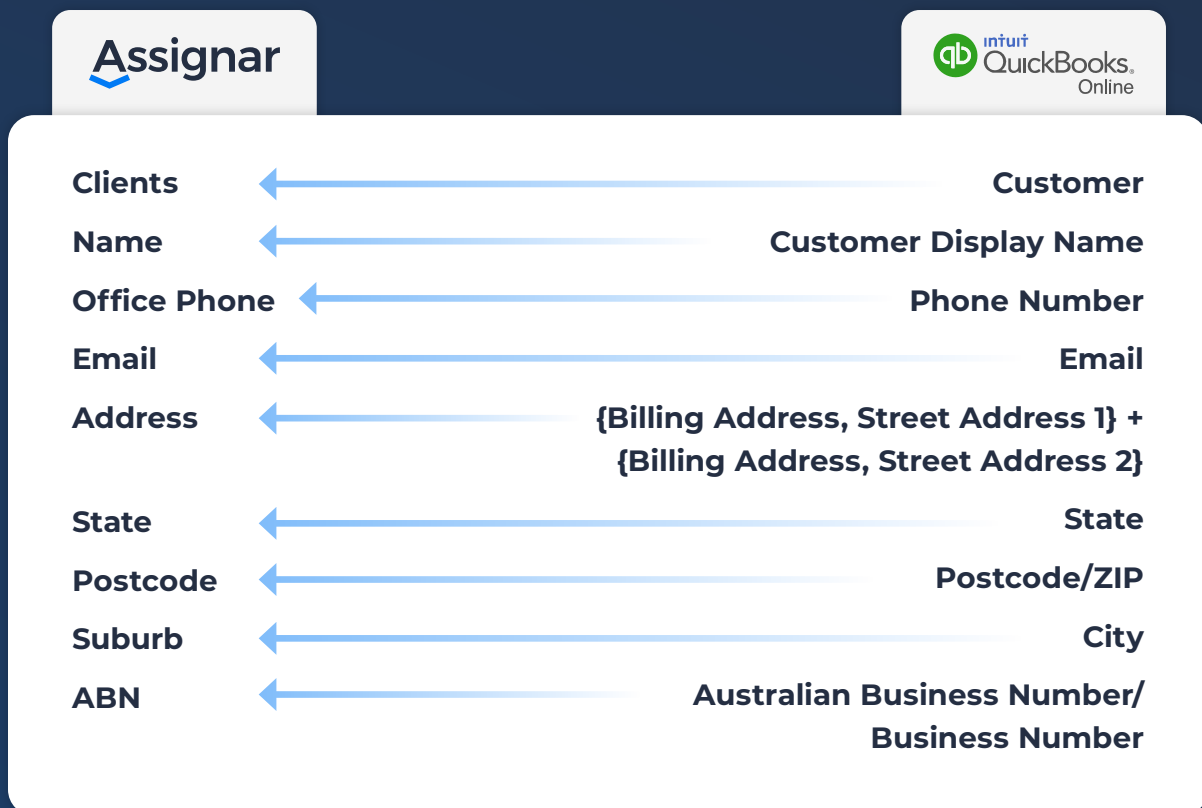 Assignar
intuit
QuickBooks.
Online
Clients Customer
Name Customer Display Name
Office Phone Phone Number
Email Email
Address {Billing Address, Street Address 1} +
{Billing Address, Street Address 2}
State State
Postcode Postcode/ZIP
Suburb City
ABN Australian Business Number/
Business Number